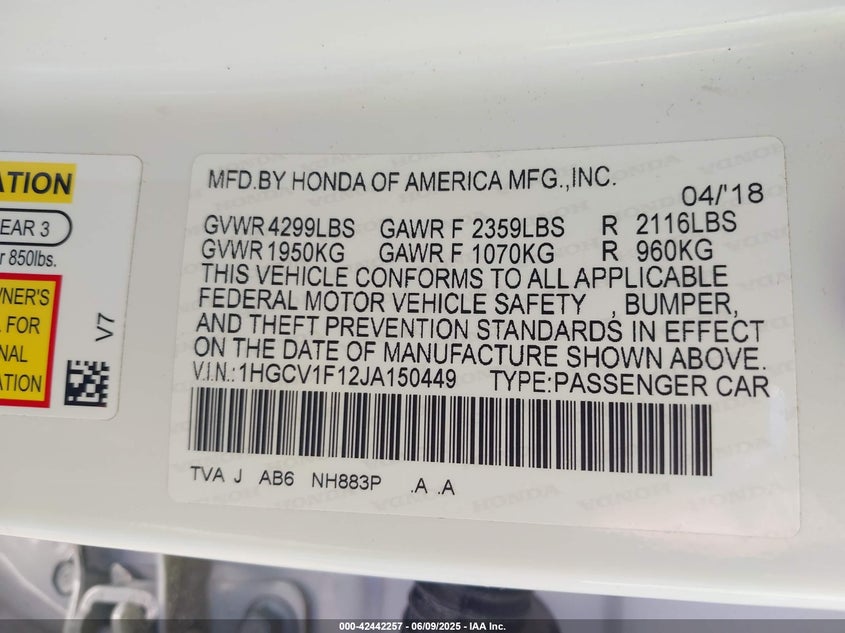 ATION
EAR 3
r 850lbs.
WNER'S
L FOR
NAL
MATION
V7
MFD.BY HONDA OF AMERICA MFG.,INC.
04/'18
GVWR 4299LBS GAWR F 2359LBS R 2116LBS
GVWR 1950KG GAWR F 1070KG R 960KG
THIS VEHICLE CONFORMS TO ALL APPLICABLE
FEDERAL MOTOR VEHICLE SAFETY , BUMPER,
AND THEFT PREVENTION STANDARDS IN EFFECT
ON THE DATE OF MANUFACTURE SHOWN ABOVE.
V.I.N.:1HGCV1F12JA150449 TYPE:PASSENGER CAR
TVA J AB6 NH883P .A .A
000-42442257 | 06/09/2025 - IAA Inc.